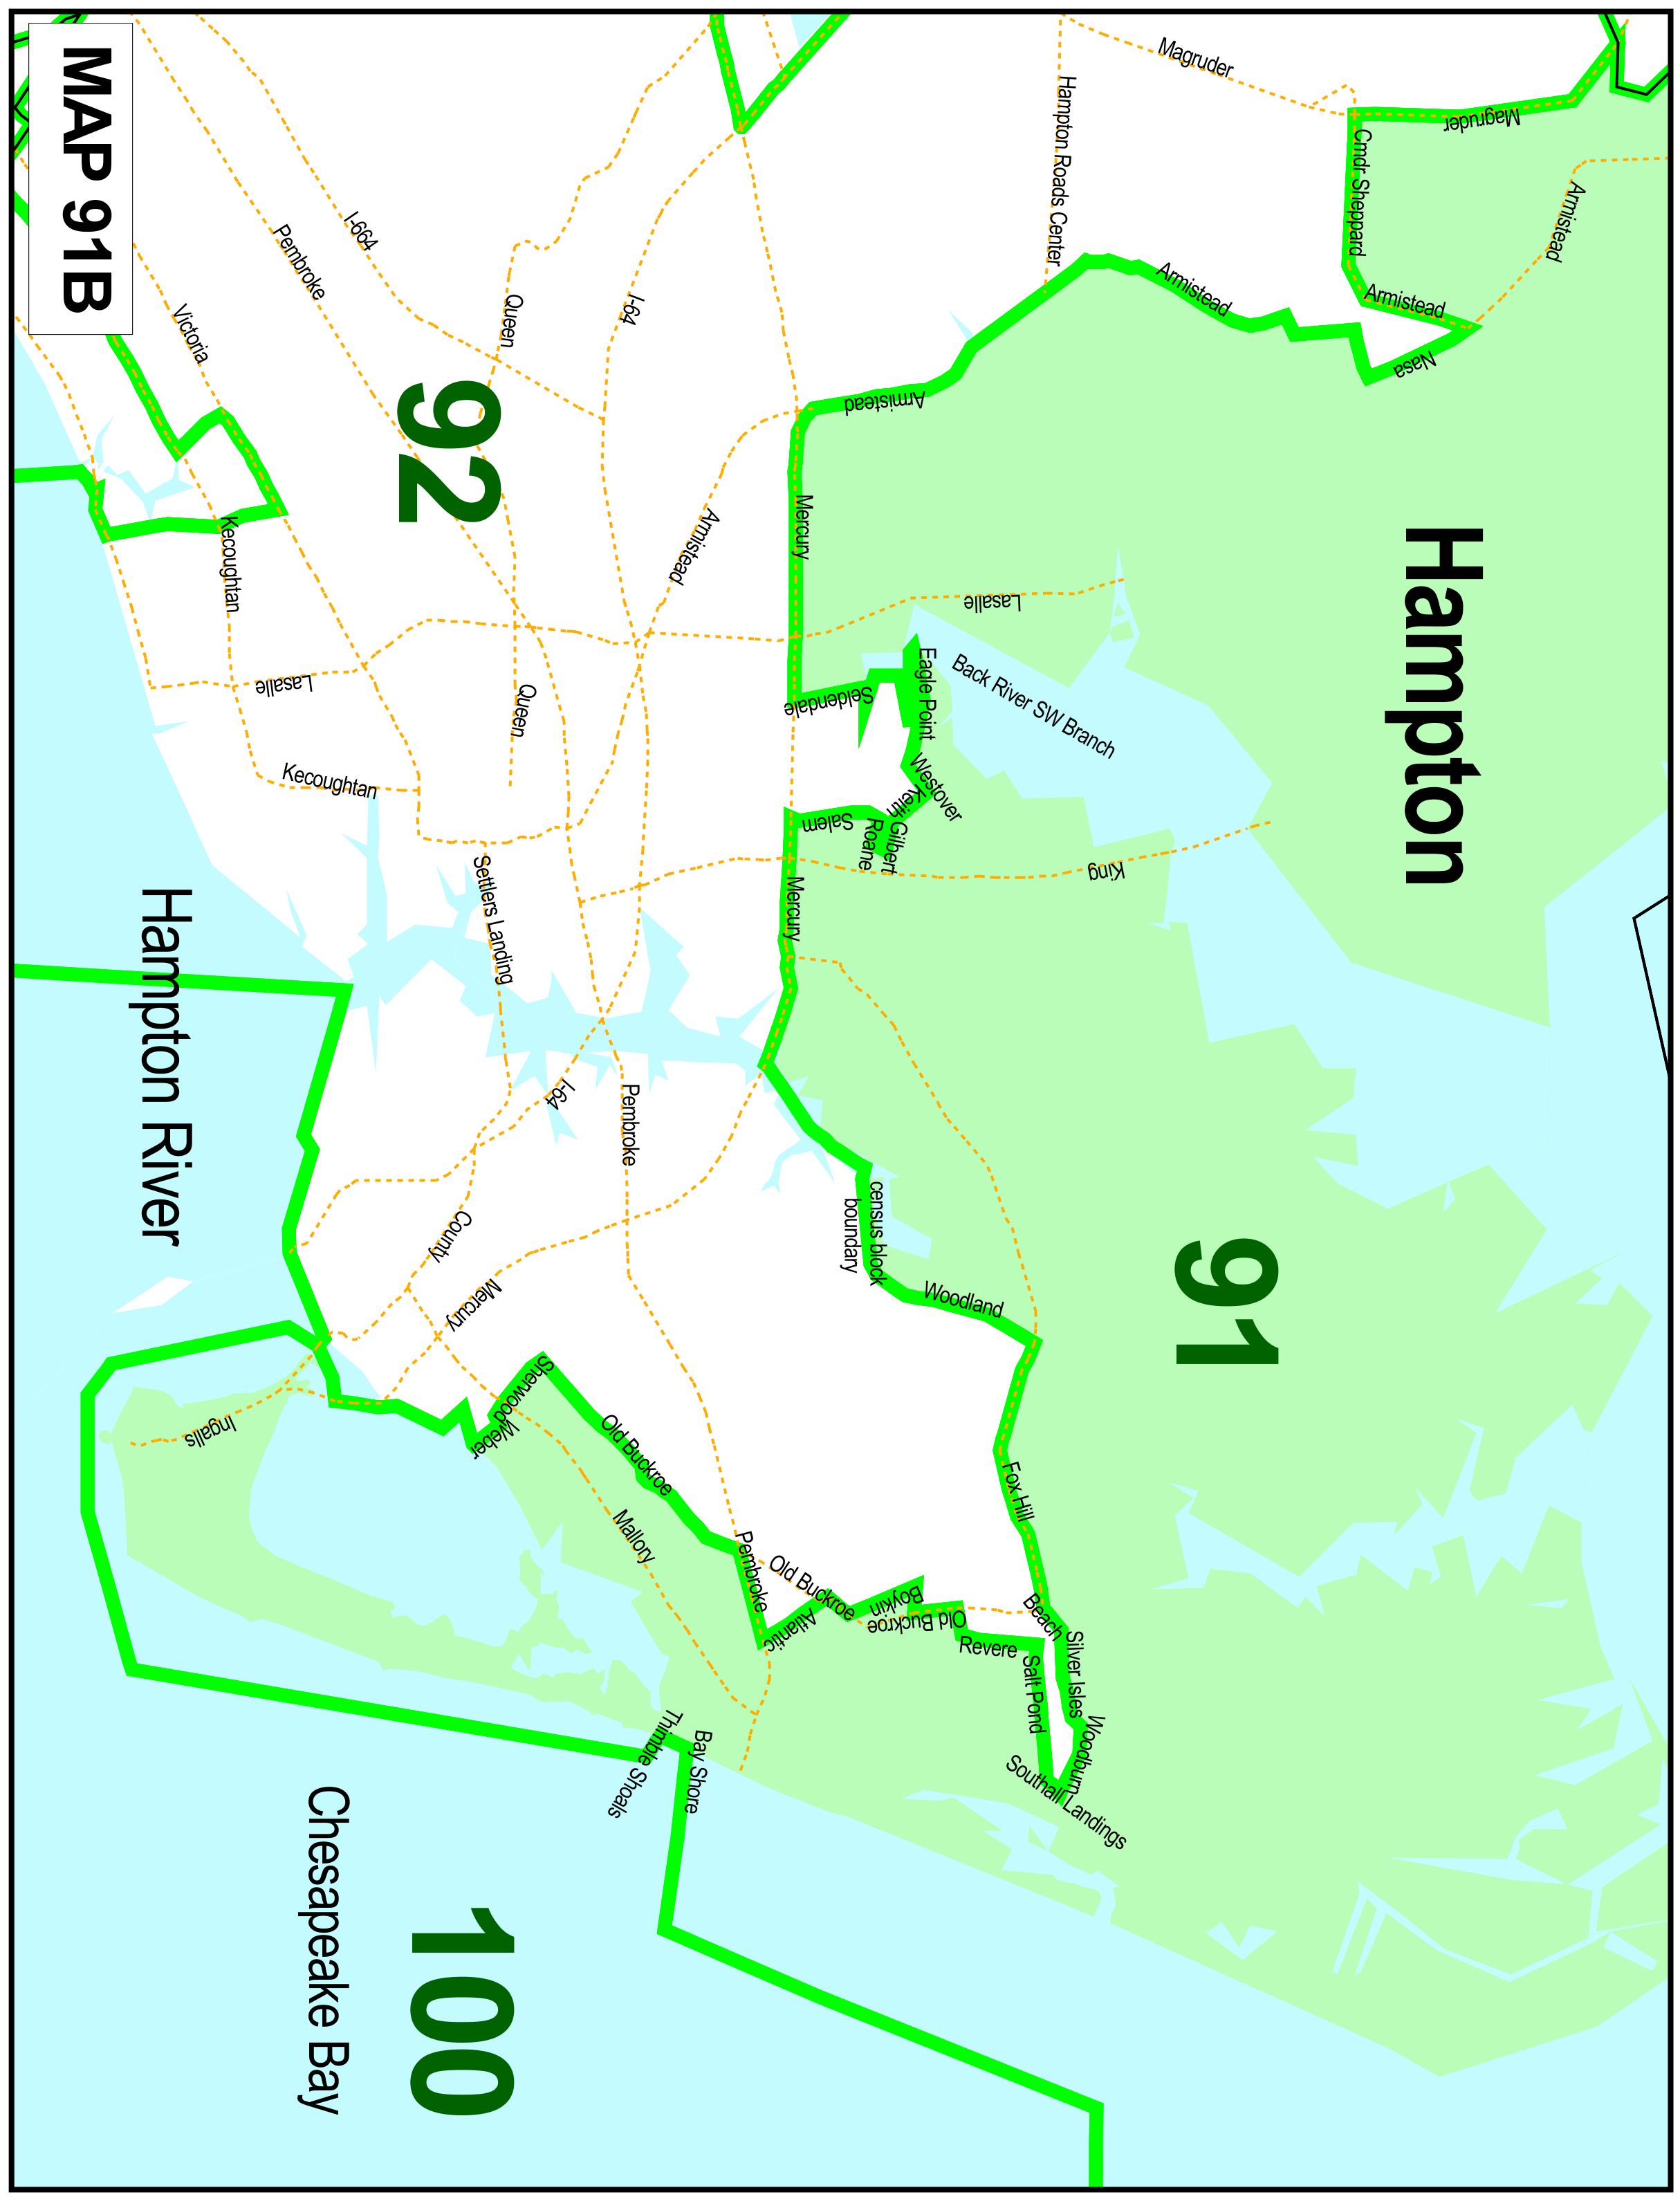 MAP 91B
Hampton
91
92
100
Hampton River
Chesapeake Bay
Back River SW Branch
Magruder
Hampton Roads Center
Magruder
Cmdr Sheppard
Armistead
Armistead
Nasa
Armistead
Armistead
I-664
Pembroke
Victoria
Queen
I-64
Mercury
Armistead
Kecoughtan
Lasalle
Lasalle
Queen
Kecoughtan
Seldendale
Eagle Point
Westover
Keith
Gilbert
Roane
Salem
King
Mercury
Settlers Landing
I-64
Pembroke
County
Mercury
census block
boundary
Woodland
Sherwood
Weber
Ingalls
Old Buckroe
Mallory
Fox Hill
Pembroke
Old Buckroe
Atlantic
Boykin
Old Buckroe
Beach
Revere
Silver Isles
Salt Pond
Woodburn
Southall Landings
Bay Shore
Thimble Shoals